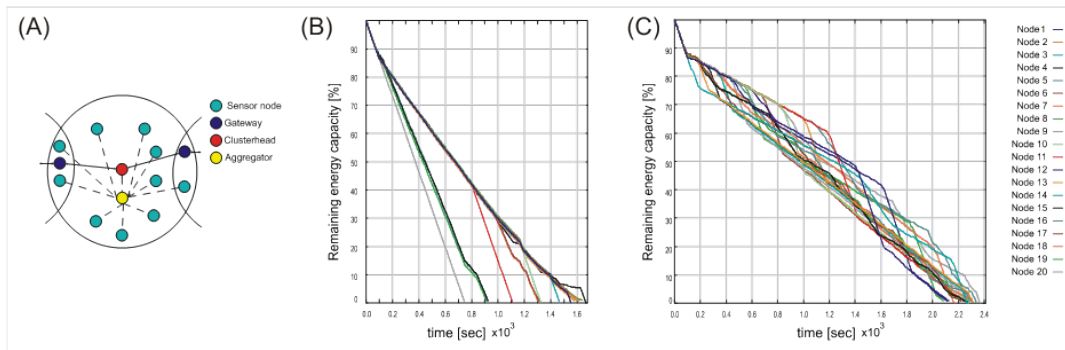 (A)
Sensor node
Gateway
Clusterhead
Aggregator
(B)
Remaining energy capacity [%]
90
80
70
60
50
40
30
20
10
0
0.0 0.2 0.4 0.6 0.8 1.0 1.2 1.4 1.6
time [sec] x10³
(C)
Remaining energy capacity [%]
90
80
70
60
50
40
30
20
10
0
0.0 0.2 0.4 0.6 0.8 1.0 1.2 1.4 1.6 1.8 2.0 2.2 2.4
time [sec] x10³
Node 1
Node 2
Node 3
Node 4
Node 5
Node 6
Node 7
Node 8
Node 9
Node 10
Node 11
Node 12
Node 13
Node 14
Node 15
Node 16
Node 17
Node 18
Node 19
Node 20